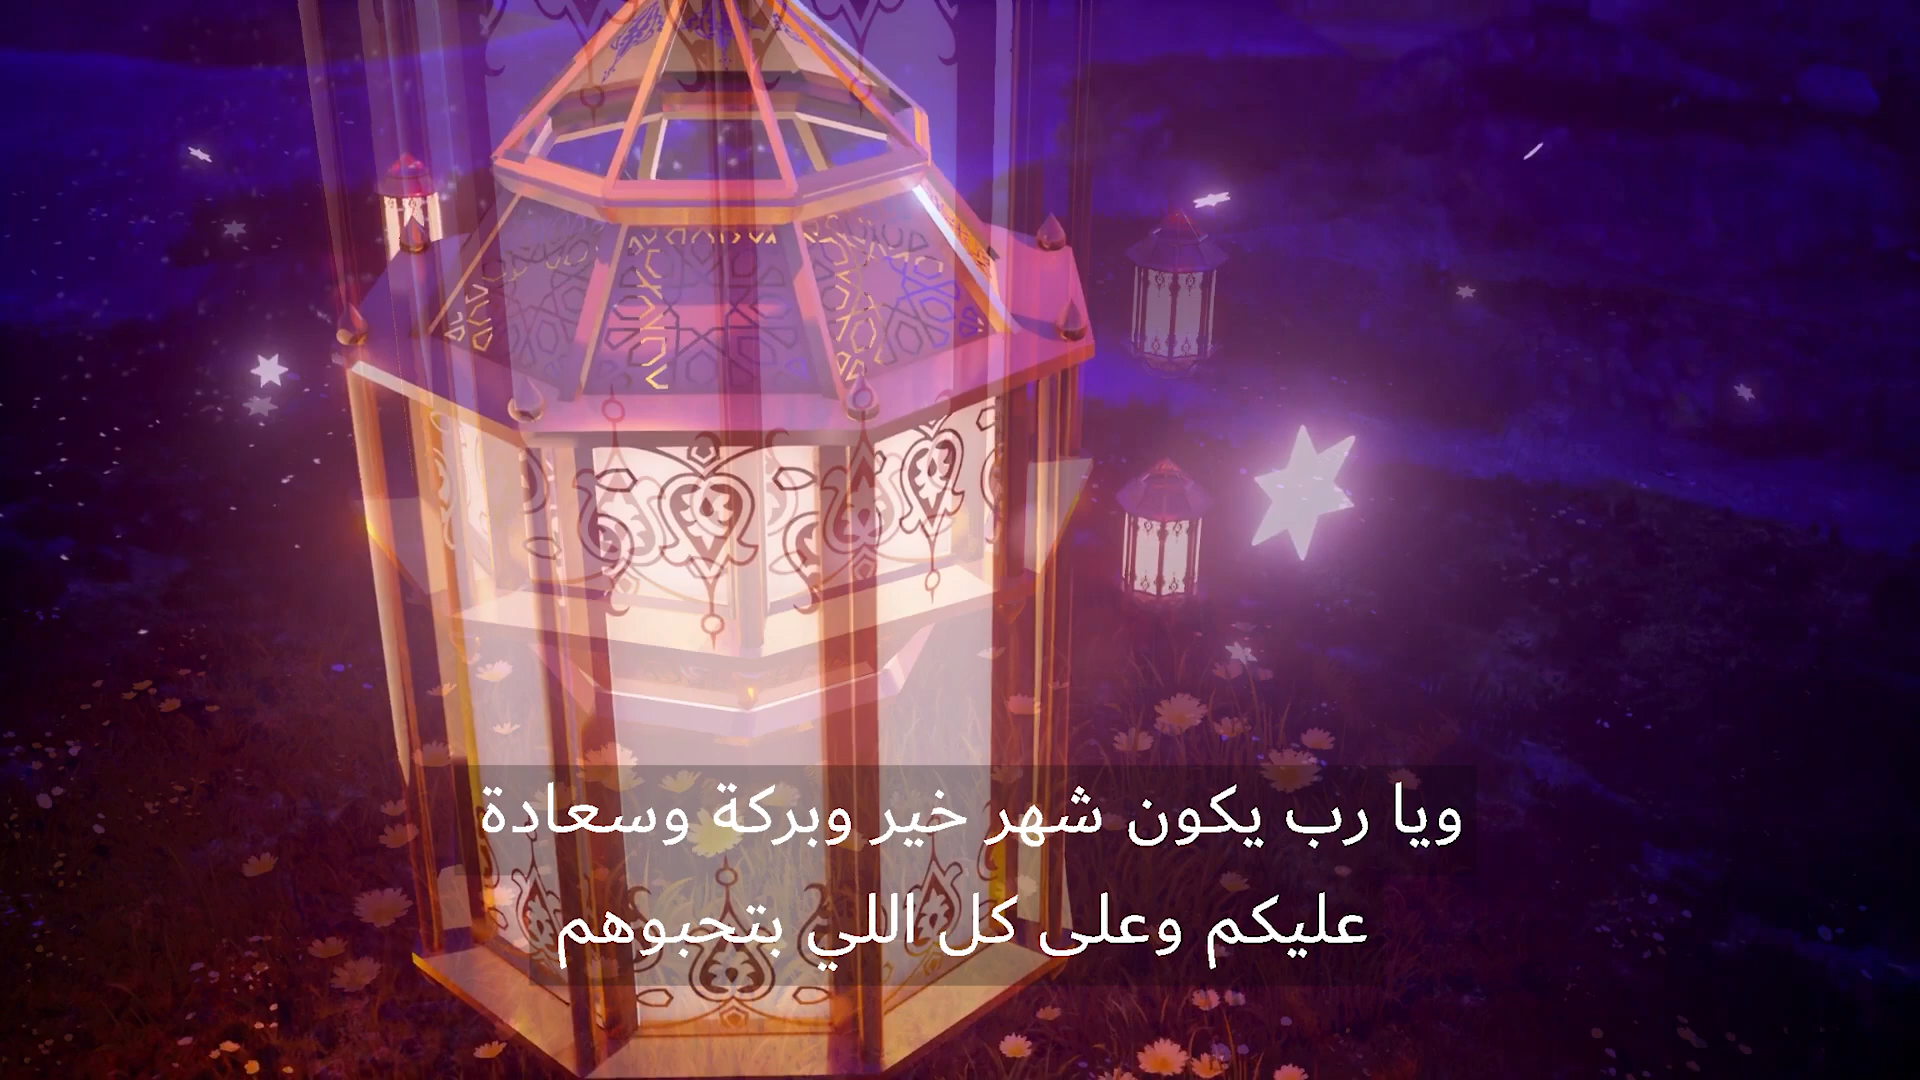 ويا رب يكون شهر خير وبركة وسعادة
عليكم وعلى كل اللي بتحبوهم